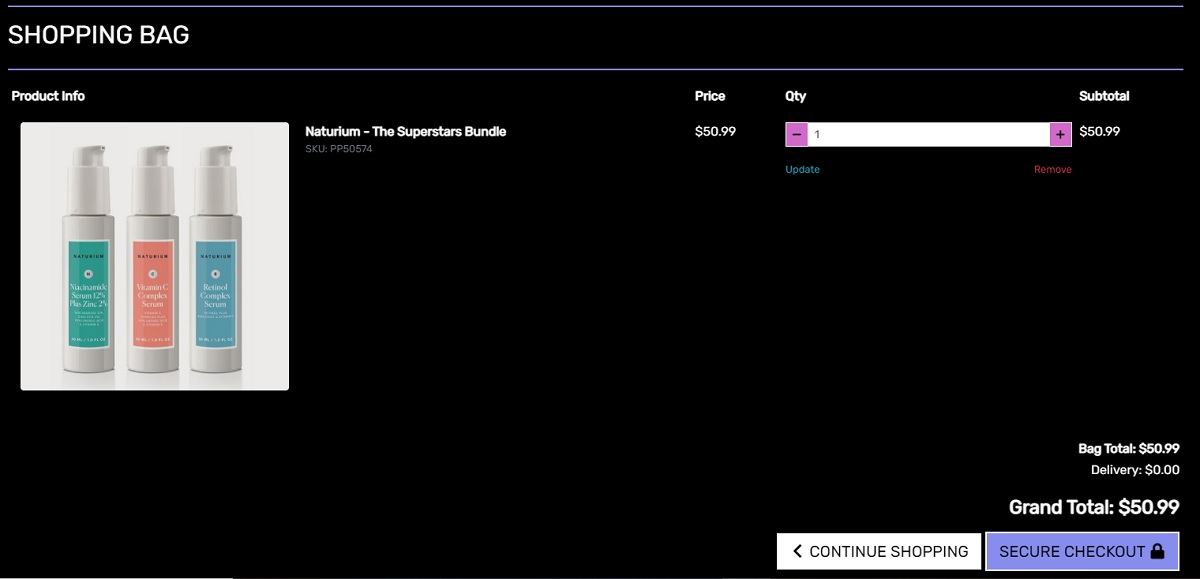 SHOPPING BAG
Product Info Price Qty Subtotal
Naturium - The Superstars Bundle
SKU: PP50574
$50.99
1
$50.99
Update Remove
NATURIUM
Niacinamide
Serum 12%
Plus Zinc 2%
NATURIUM
C
Vitamin C
Complex
Serum
NATURIUM
R
Retinol
Complex
Serum
Bag Total: $50.99
Delivery: $0.00
Grand Total: $50.99
CONTINUE SHOPPING
SECURE CHECKOUT